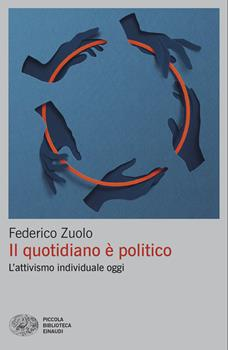 Federico Zuolo
Il quotidiano è politico
L'attivismo individuale oggi
PICCOLA
BIBLIOTECA
EINAUDI